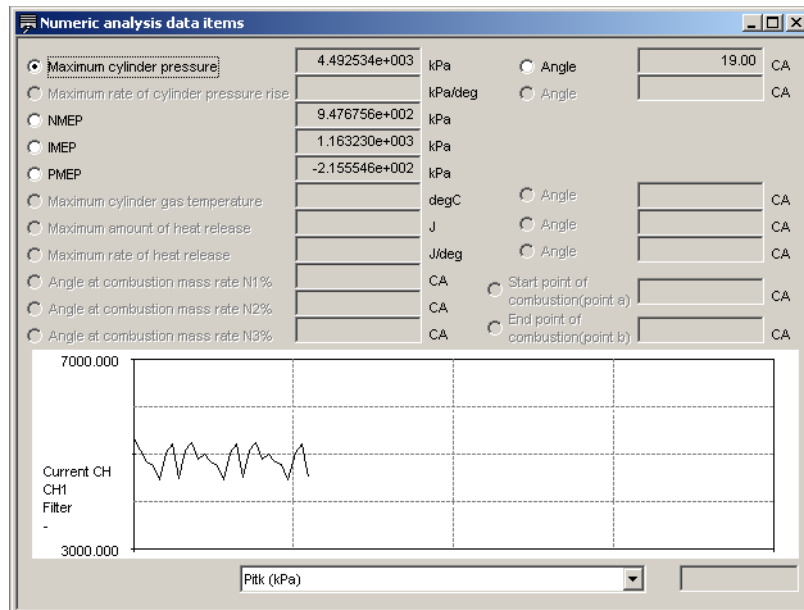 Numeric analysis data items
Maximum cylinder pressure 4.492534e+003 kPa Angle 19.00 CA
Maximum rate of cylinder pressure rise kPa/deg Angle CA
NMEP 9.476756e+002 kPa
IMEP 1.163230e+003 kPa
PMEP -2.155546e+002 kPa
Maximum cylinder gas temperature degC Angle CA
Maximum amount of heat release J Angle CA
Maximum rate of heat release J/deg Angle CA
Angle at combustion mass rate N1% CA Start point of
combustion(point a) CA
Angle at combustion mass rate N2% CA End point of
Angle at combustion mass rate N3% CA combustion(point b) CA
7000.000
Current CH
CH1
Filter
-
3000.000
Pitk (kPa)